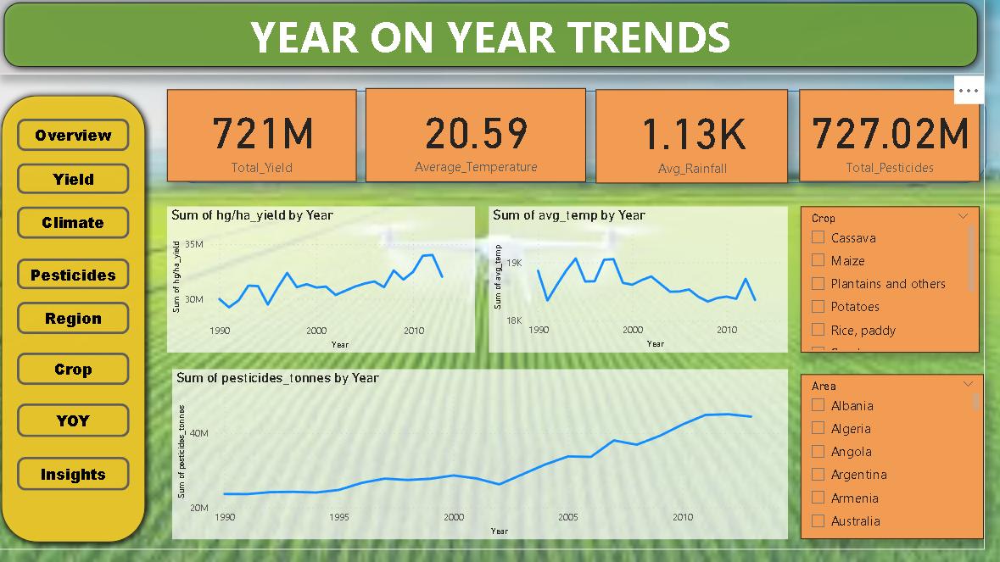 YEAR ON YEAR TRENDS
Overview
Yield
Climate
Pesticides
Region
Crop
YOY
Insights
721M
Total_Yield
20.59
Average_Temperature
1.13K
Avg_Rainfall
727.02M
Total_Pesticides
Sum of hg/ha_yield by Year
Sum of hg/ha_yield
35M
30M
1990
2000
2010
Year
Sum of avg_temp by Year
Sum of avg_temp
19K
18K
1990
2000
2010
Year
Crop
Cassava
Maize
Plantains and others
Potatoes
Rice, paddy
Sum of pesticides_tonnes by Year
Sum of pesticides_tonnes
40M
20M
1990
1995
2000
2005
2010
Year
Area
Albania
Algeria
Angola
Argentina
Armenia
Australia